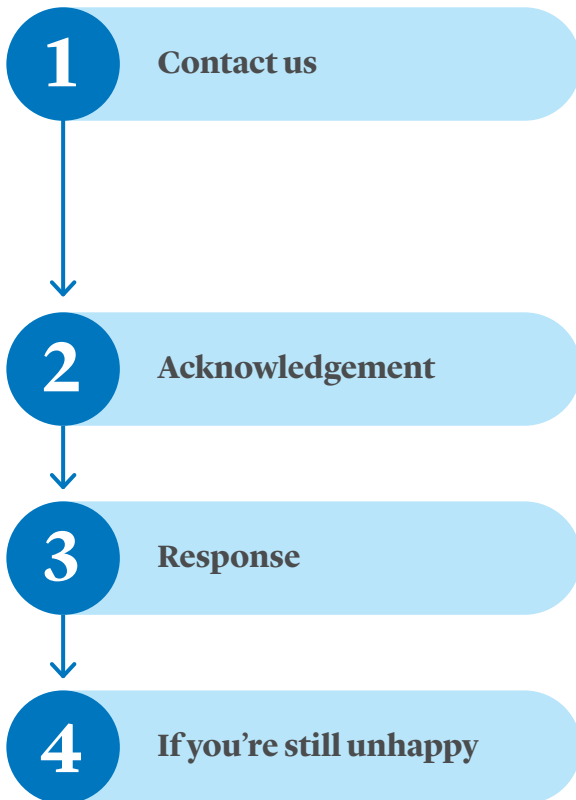 1 Contact us
2 Acknowledgement
3 Response
4 If you're still unhappy